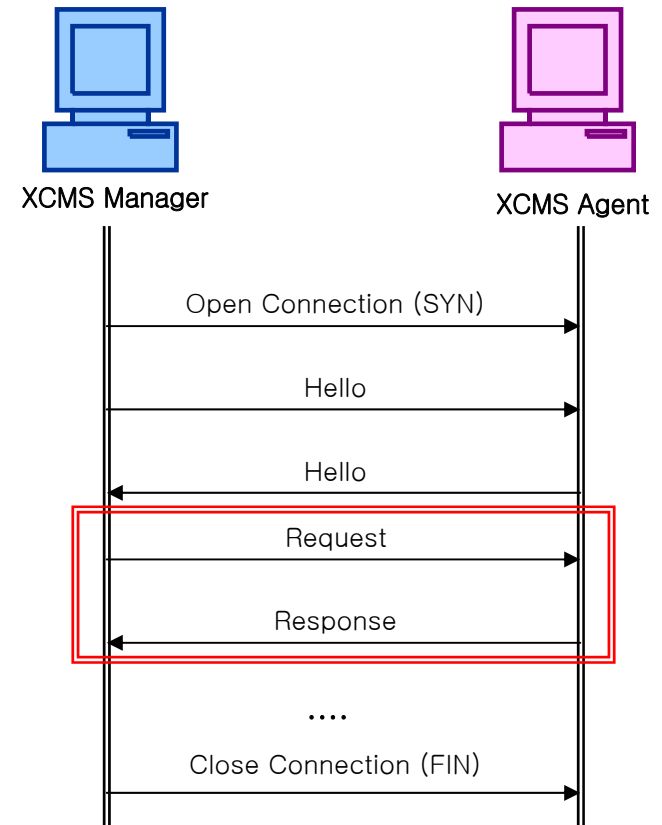 XCMS Manager
XCMS Agent
Open Connection (SYN)
Hello
Hello
Request
Response
....
Close Connection (FIN)